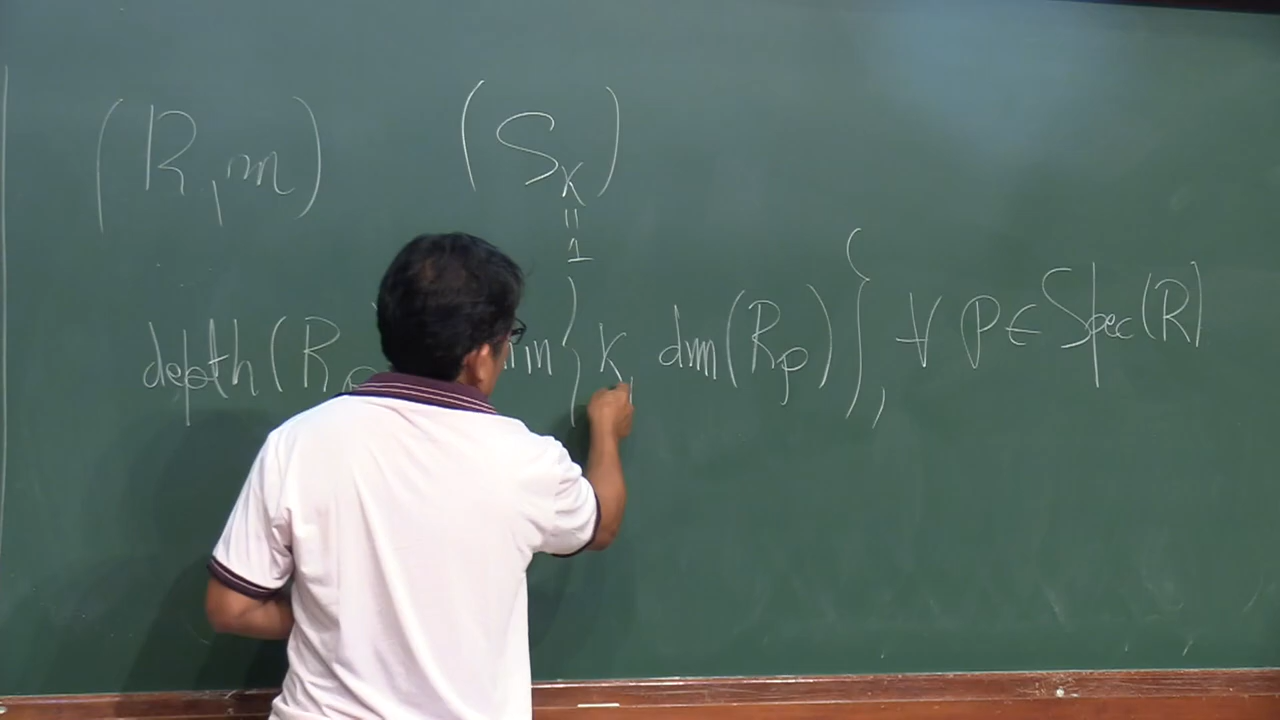 (R, m) (S_K)
= 1
depth(R_p min { K, dim(R_p) }, ∀ P ∈ Spec(R)